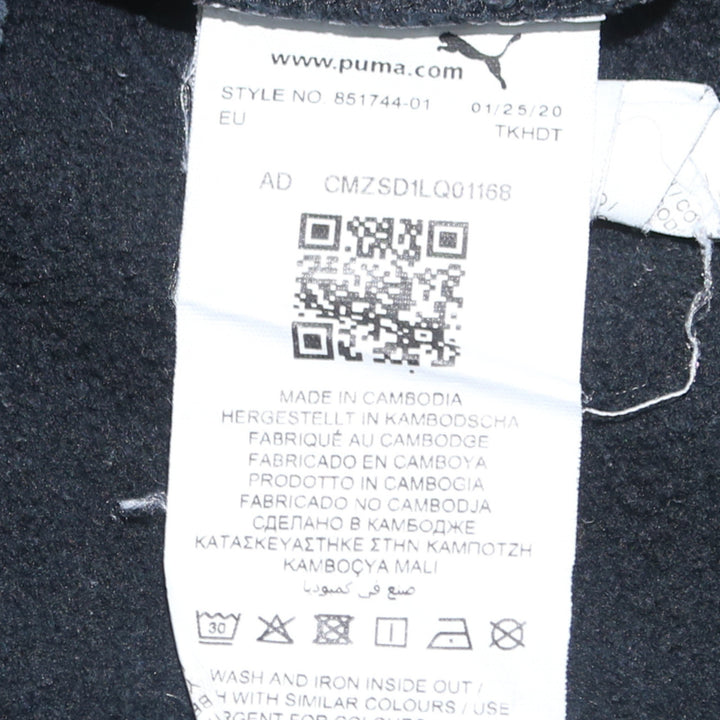 www.puma.com
STYLE NO. 851744-01 01/25/20
EU TKHDT
AD CMZSD1LQ01168
MADE IN CAMBODIA
HERGESTELLT IN KAMBODSCHA
FABRIQUÉ AU CAMBODGE
FABRICADO EN CAMBOYA
PRODOTTO IN CAMBOGIA
FABRICADO NO CAMBODJA
СДЕЛАНО В КАМБОДЖЕ
ΚΑΤΑΣΚΕΥΑΣΤΗΚΕ ΣΤΗΝ ΚΑΜΠΟΤΖΗ
KAMBOÇYA MALI
صنع في كمبوديا
30
WASH AND IRON INSIDE OUT /
WITH SIMILAR COLOURS / USE
FOR